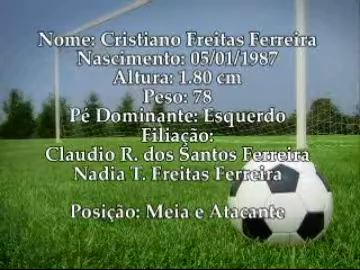 Nome: Cristiano Freitas Ferreira
Nascimento: 05/01/1987
Altura: 1.80 cm
Peso: 78
Pé Dominante: Esquerdo
Filiação:
Claudio R. dos Santos Ferreira
Nadia T. Freitas Ferreira
Posição: Meia e Atacante